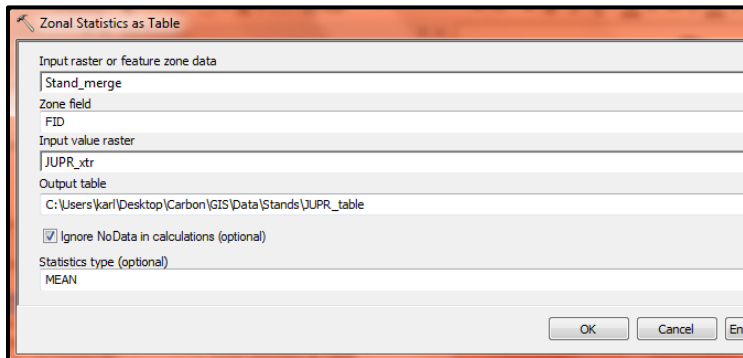 Zonal Statistics as Table
Input raster or feature zone data
Stand_merge
Zone field
FID
Input value raster
JUPR_xtr
Output table
C:\Users\karl\Desktop\Carbon\GIS\Data\Stands\JUPR_table
Ignore NoData in calculations (optional)
Statistics type (optional)
MEAN
OK Cancel En